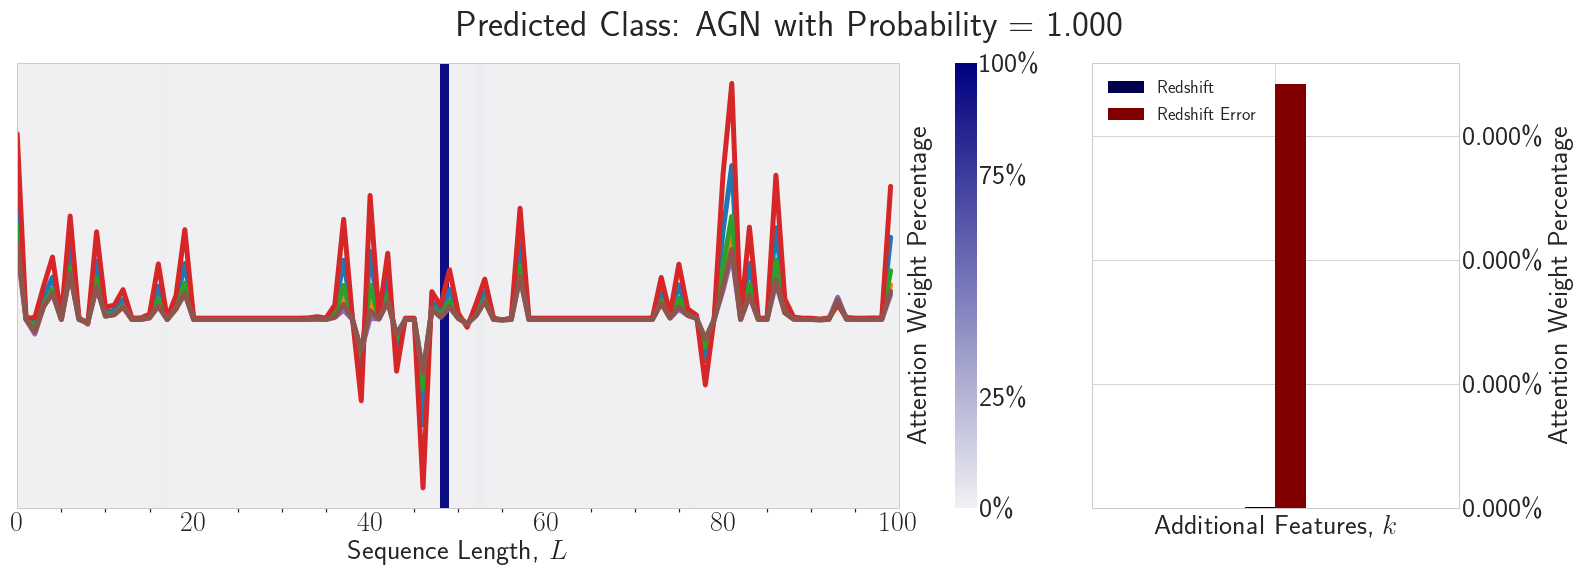 Predicted Class: AGN with Probability = 1.000
0
20
40
60
80
100
Sequence Length, L
Attention Weight Percentage
100%
75%
25%
0%
Redshift
Redshift Error
0.000%
0.000%
0.000%
0.000%
Attention Weight Percentage
Additional Features, k